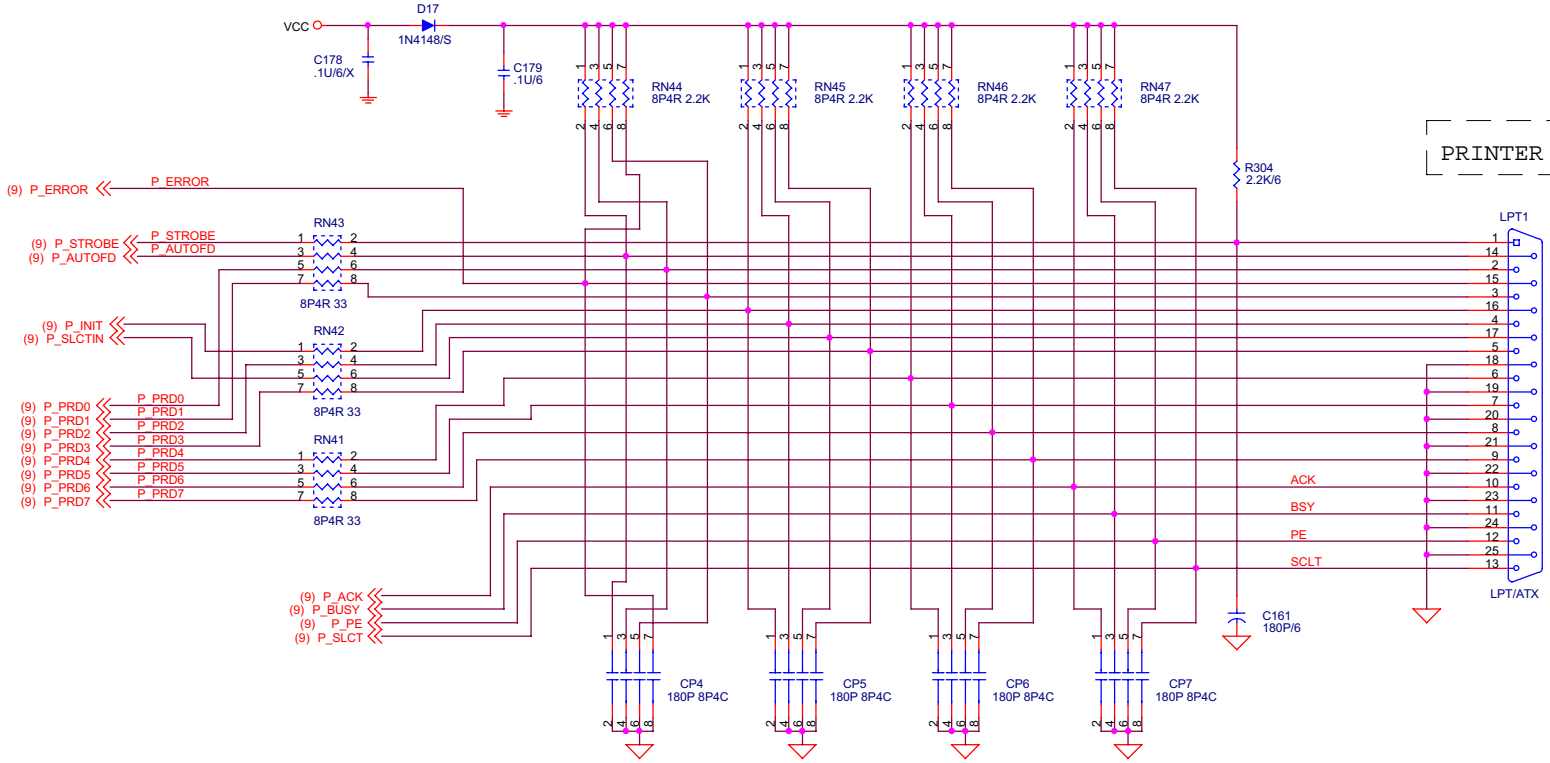 D17
VCC
1N4148/S
C178
.1U/6/X
C179
.1U/6
1 3 5 7
RN44
8P4R 2.2K
2 4 6 8
1 3 5 7
RN45
8P4R 2.2K
2 4 6 8
1 3 5 7
RN46
8P4R 2.2K
2 4 6 8
1 3 5 7
RN47
8P4R 2.2K
2 4 6 8
PRINTER
R304
2.2K/6
(9) P_ERROR
P_ERROR
(9) P_STROBE
P_STROBE
(9) P_AUTOFD
P_AUTOFD
RN43
1 2
3 4
5 6
7 8
8P4R 33
(9) P_INIT
(9) P_SLCTIN
RN42
1 2
3 4
5 6
7 8
8P4R 33
(9) P_PRD0
P_PRD0
(9) P_PRD1
P_PRD1
(9) P_PRD2
P_PRD2
(9) P_PRD3
P_PRD3
(9) P_PRD4
P_PRD4
(9) P_PRD5
P_PRD5
(9) P_PRD6
P_PRD6
(9) P_PRD7
P_PRD7
RN41
1 2
3 4
5 6
7 8
8P4R 33
LPT1
1
14
2
15
3
16
4
17
5
18
6
19
7
20
8
21
9
22
10
23
11
24
12
25
13
LPT/ATX
ACK
BSY
PE
SCLT
(9) P_ACK
(9) P_BUSY
(9) P_PE
(9) P_SLCT
C161
180P/6
1 3 5 7
CP4
180P 8P4C
2 4 6 8
1 3 5 7
CP5
180P 8P4C
2 4 6 8
1 3 5 7
CP6
180P 8P4C
2 4 6 8
1 3 5 7
CP7
180P 8P4C
2 4 6 8